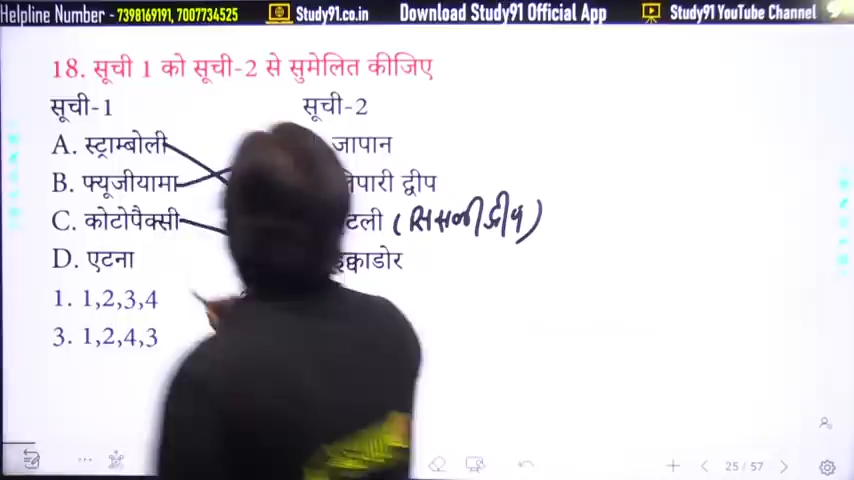 Helpline Number - 7398169191, 7007734525 Study91.co.in Download Study91 Official App Study91 YouTube Channel
18. सूची 1 को सूची-2 से सुमेलित कीजिए
सूची-1 सूची-2
A. स्ट्राम्बोली जापान
B. फ्यूजीयामा द्वीप
C. कोटोपैक्सी
D. एटना
1. 1,2,3,4
3. 1,2,4,3
25 / 57